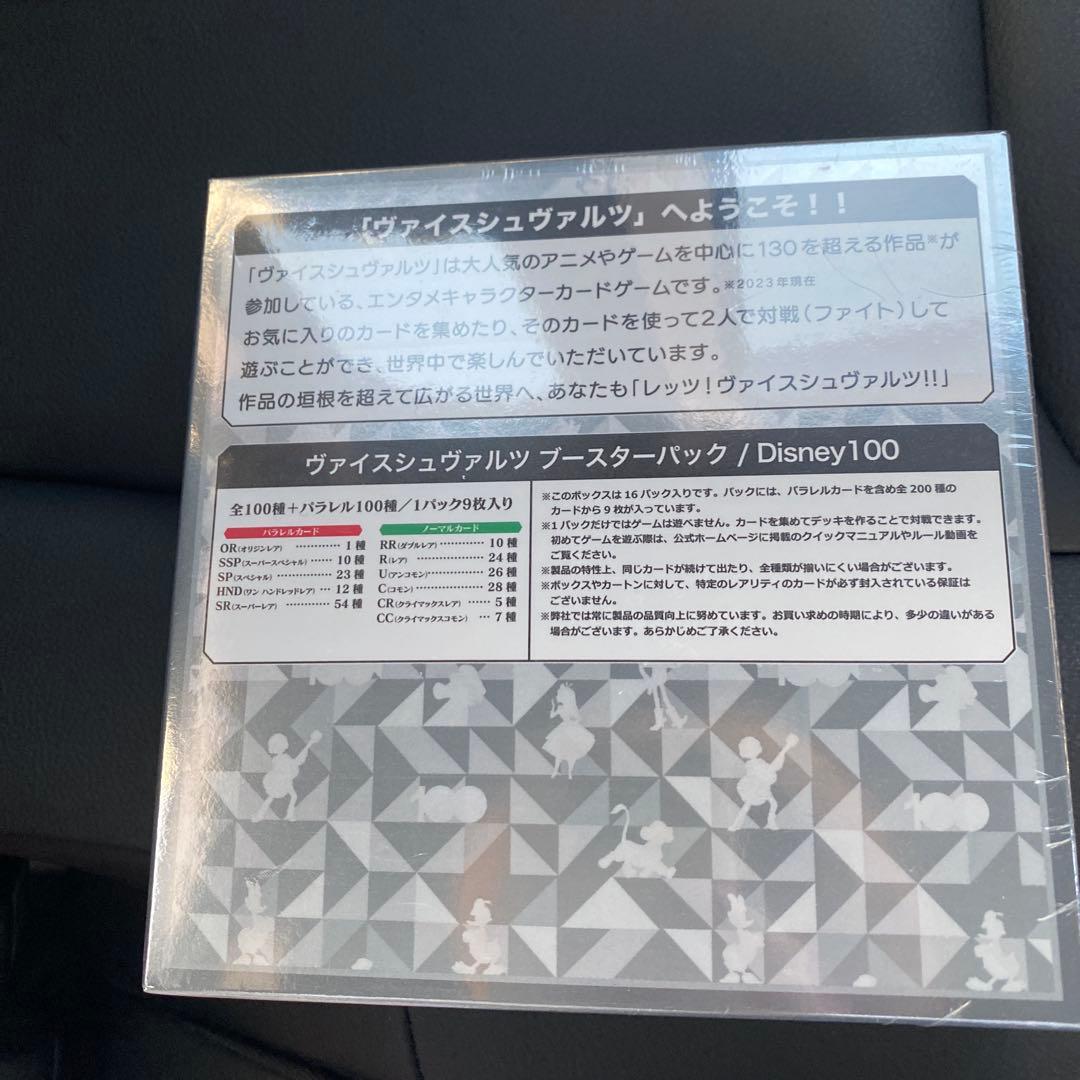 「ヴァイスシュヴァルツ」へようこそ！！
「ヴァイスシュヴァルツ」は大人気のアニメやゲームを中心に130を超える作品※が
参加している、エンタメキャラクターカードゲームです。※2023年現在
お気に入りのカードを集めたり、そのカードを使って2人で対戦（ファイト）して
遊ぶことができ、世界中で楽しんでいただいています。
作品の垣根を超えて広がる世界へ、あなたも「レッツ！ヴァイスシュヴァルツ!!」
ヴァイスシュヴァルツ ブースターパック / Disney100
全100種＋パラレル100種／1パック9枚入り
パラレルカード
OR(オリジンレア) ………… 1種
SSP(スーパースペシャル) … 10種
SP(スペシャル) ………… 23種
HND(ワン ハンドレッドレア) … 12種
SR(スーパーレア) ………… 54種
ノーマルカード
RR(ダブルレア) ………… 10種
R(レア) ………… 24種
U(アンコモン) ………… 26種
C(コモン) ………… 28種
CR(クライマックスレア) … 5種
CC(クライマックスコモン) … 7種
※このボックスは16パック入りです。パックには、パラレルカードを含め全200種の
カードから9枚が入っています。
※1パックだけではゲームは遊べません。カードを集めてデッキを作ることで対戦できます。
初めてゲームを遊ぶ際は、公式ホームページに掲載のクイックマニュアルやルール動画を
ご覧ください。
※製品の特性上、同じカードが続けて出たり、全種類が揃いにくい場合がございます。
※ボックスやカートンに対して、特定のレアリティのカードが必ず封入されている保証は
ございません。
※弊社では常に製品の品質向上に努めています。お買い求めの時期により、多少の違いがある
場合がございます。あらかじめご了承ください。
100
100